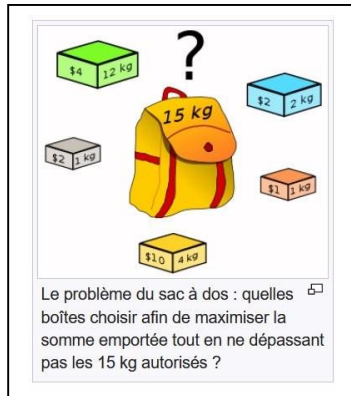 ?
$4 12 kg
15 kg
$2 2 kg
$2 1 kg
$1 1 kg
$10 4 kg
Le problème du sac à dos : quelles
boîtes choisir afin de maximiser la
somme emportée tout en ne dépassant
pas les 15 kg autorisés ?